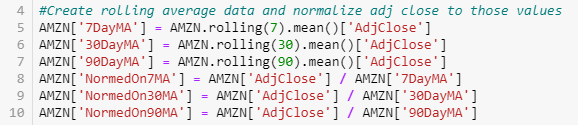 4 #Create rolling average data and normalize adj close to those values
5 AMZN['7DayMA'] = AMZN.rolling(7).mean()['AdjClose']
6 AMZN['30DayMA'] = AMZN.rolling(30).mean()['AdjClose']
7 AMZN['90DayMA'] = AMZN.rolling(90).mean()['AdjClose']
8 AMZN['NormedOn7MA'] = AMZN['AdjClose'] / AMZN['7DayMA']
9 AMZN['NormedOn30MA'] = AMZN['AdjClose'] / AMZN['30DayMA']
10 AMZN['NormedOn90MA'] = AMZN['AdjClose'] / AMZN['90DayMA']